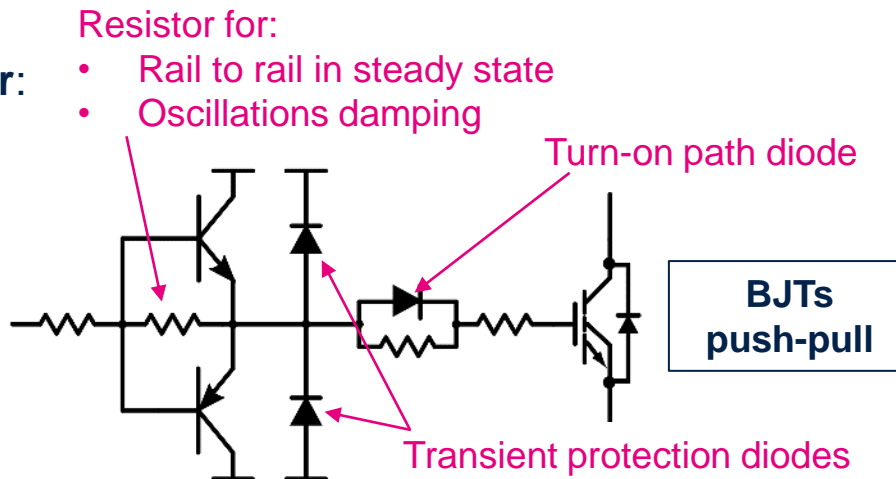 Resistor for:
• Rail to rail in steady state
r:
• Oscillations damping
Turn-on path diode
BJTs
push-pull
Transient protection diodes